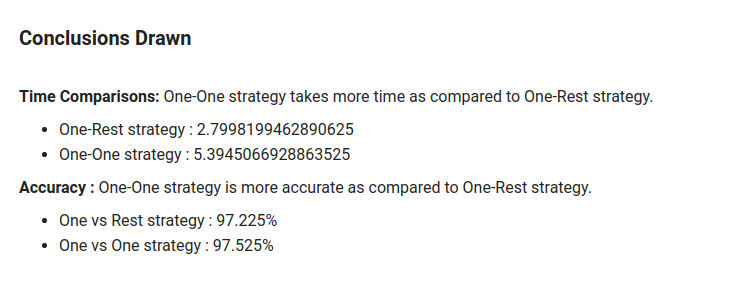 Conclusions Drawn
Time Comparisons: One-One strategy takes more time as compared to One-Rest strategy.
• One-Rest strategy : 2.7998199462890625
• One-One strategy : 5.3945066928863525
Accuracy : One-One strategy is more accurate as compared to One-Rest strategy.
• One vs Rest strategy : 97.225%
• One vs One strategy : 97.525%